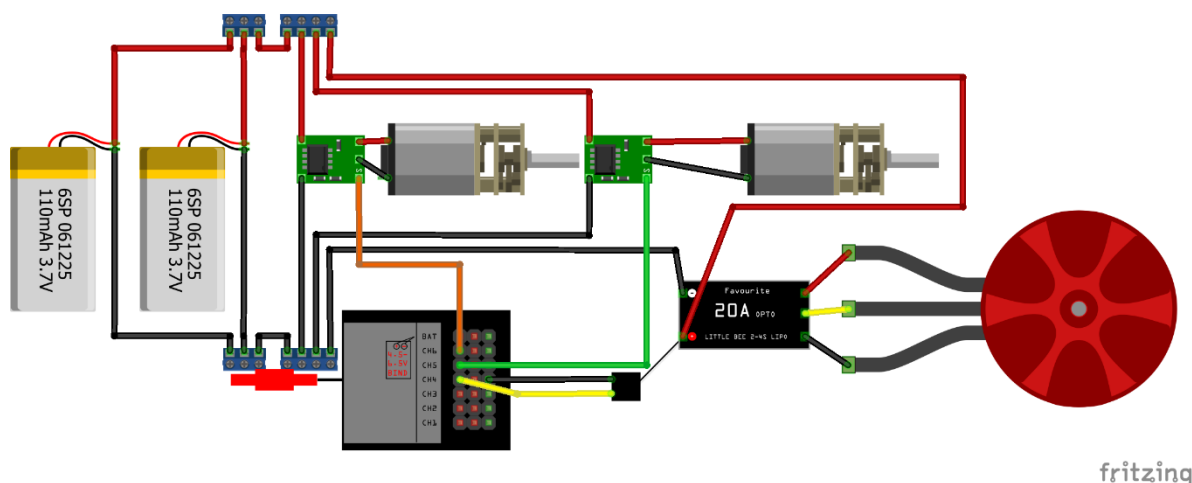 6SP 061225
110mAh 3.7V
6SP 061225
110mAh 3.7V
Favourite
20A OPTO
LITTLE BEE 2-4S LIPO
BAT
CH6
CH5
CH4
CH3
CH2
CH1
BIND
fritzing